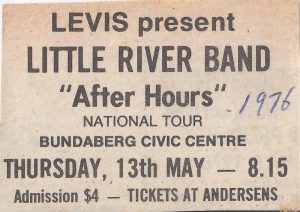 LEVIS present
LITTLE RIVER BAND
"After Hours"
1976
NATIONAL TOUR
BUNDABERG CIVIC CENTRE
THURSDAY, 13th MAY — 8.15
Admission $4 — TICKETS AT ANDERSENS